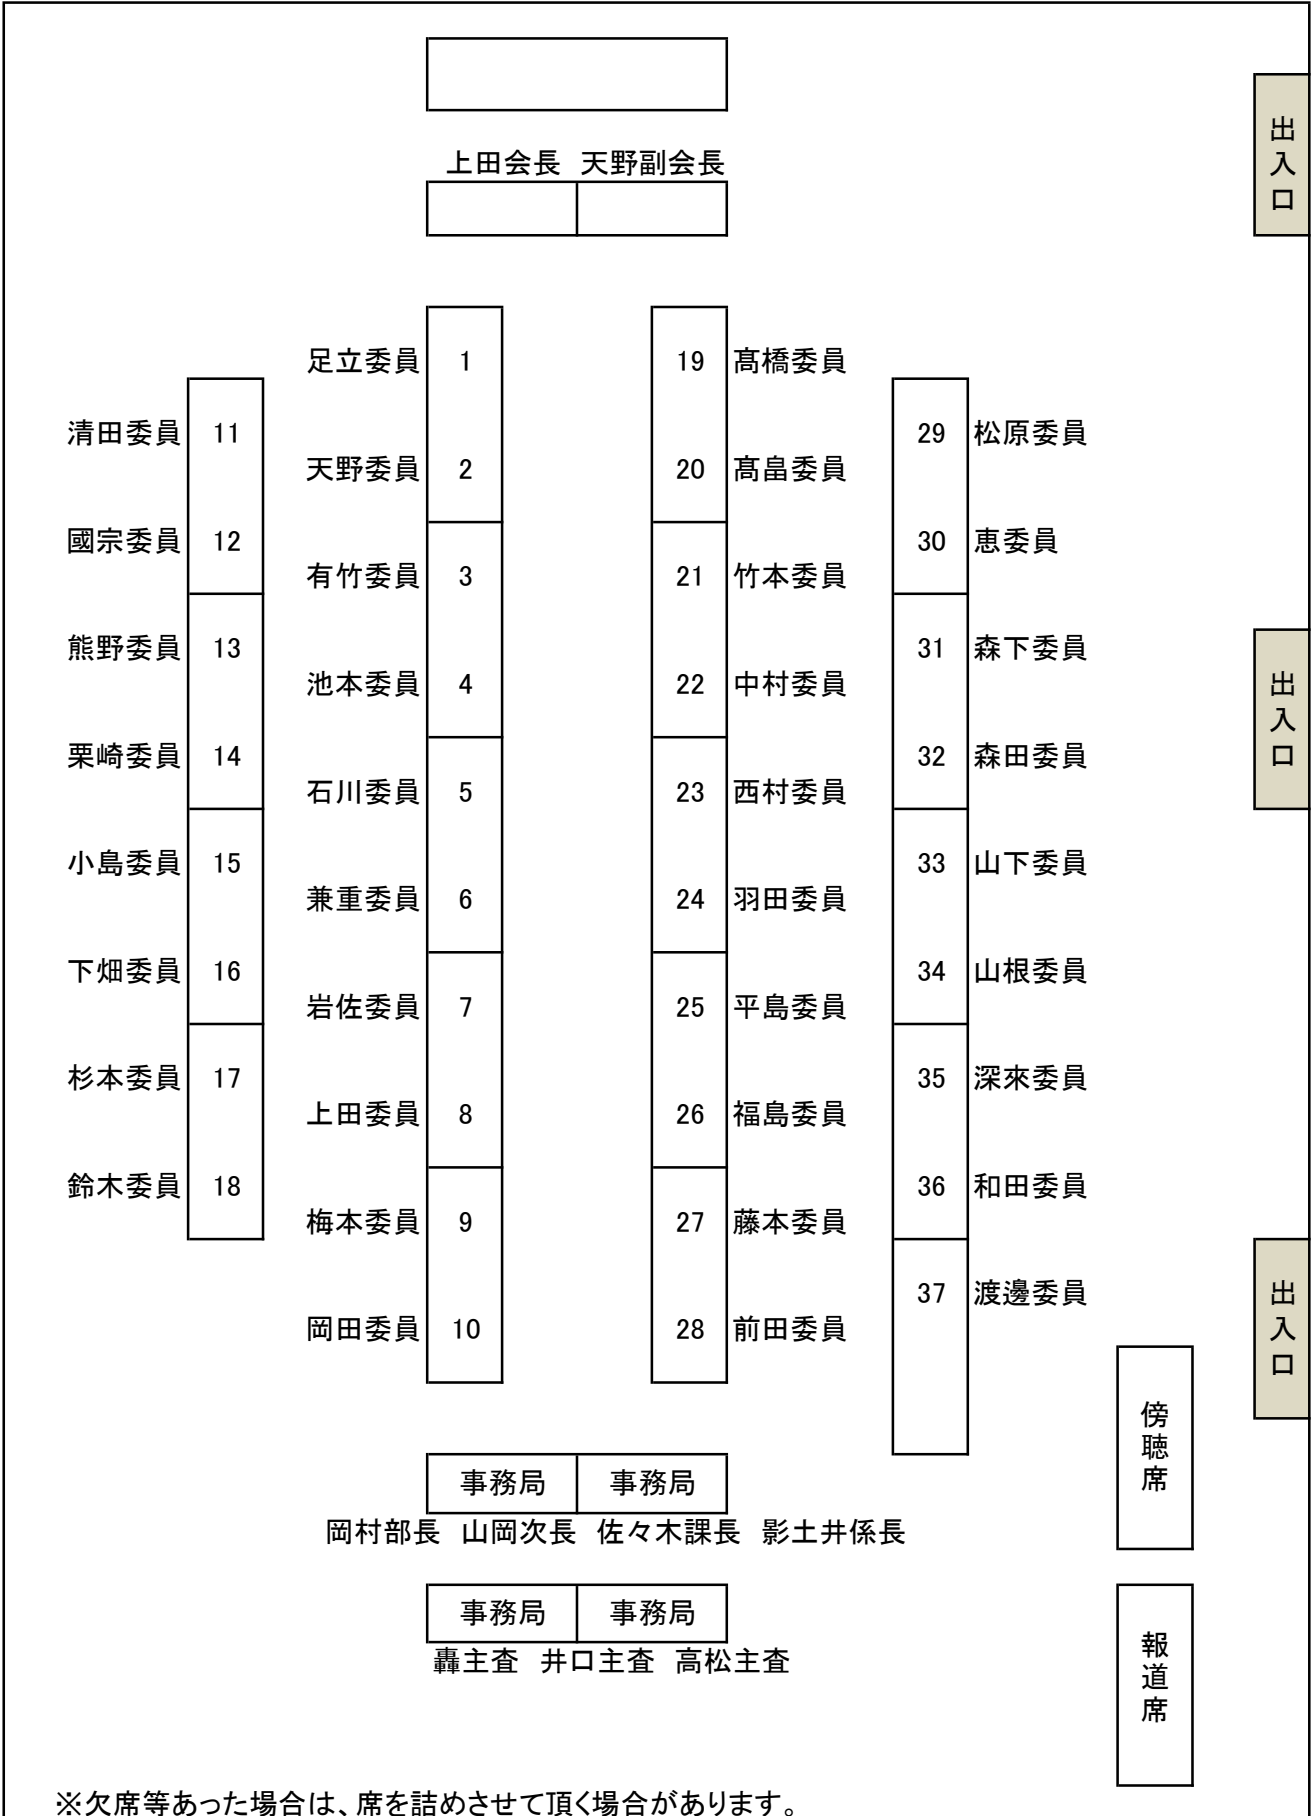 上田会長 天野副会長
出入口
足立委員 1 19 髙橋委員
清田委員 11 29 松原委員
天野委員 2 20 髙畠委員
國宗委員 12 30 恵委員
有竹委員 3 21 竹本委員
熊野委員 13 31 森下委員
池本委員 4 22 中村委員
出入口
栗崎委員 14 32 森田委員
石川委員 5 23 西村委員
小島委員 15 33 山下委員
兼重委員 6 24 羽田委員
下畑委員 16 34 山根委員
岩佐委員 7 25 平島委員
杉本委員 17 35 深來委員
上田委員 8 26 福島委員
鈴木委員 18 36 和田委員
梅本委員 9 27 藤本委員
37 渡邊委員
出入口
岡田委員 10 28 前田委員
傍聴席
事務局 事務局
岡村部長 山岡次長 佐々木課長 影土井係長
事務局 事務局
轟主査 井口主査 高松主査
報道席
※欠席等あった場合は、席を詰めさせて頂く場合があります。